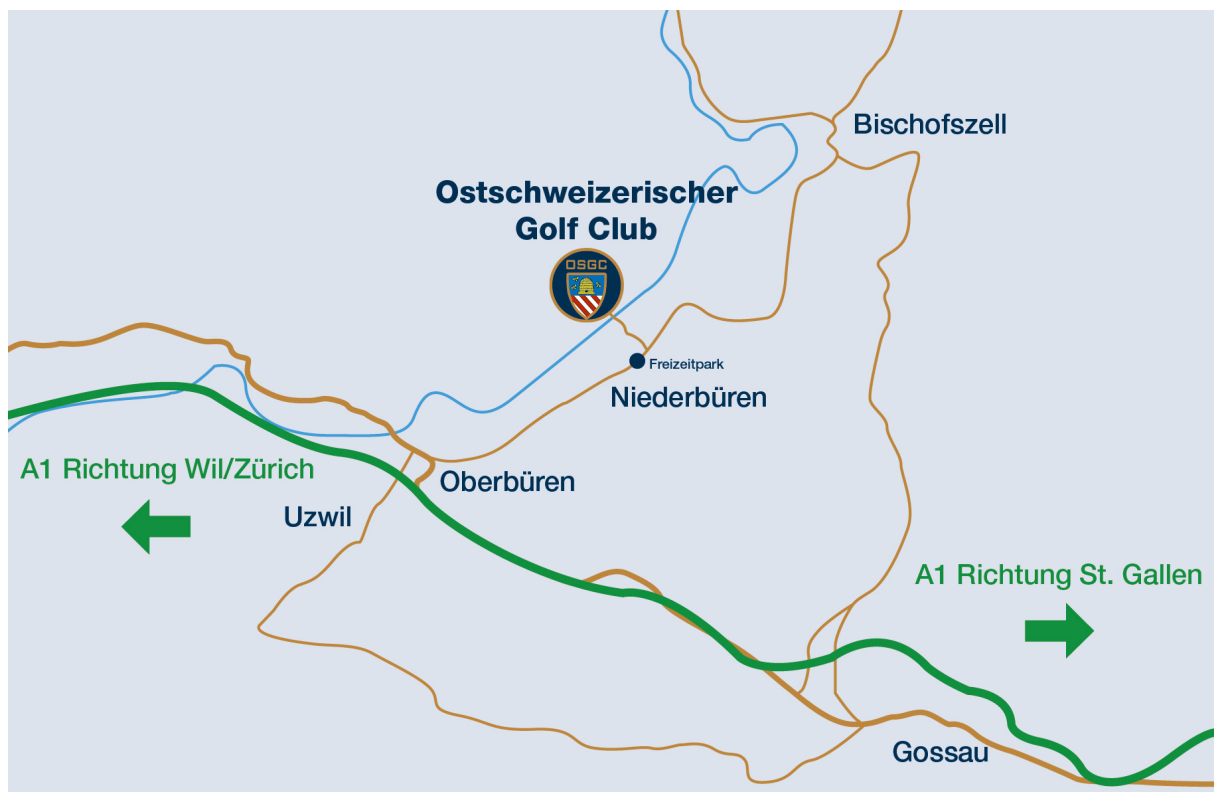 Bischofszell
Ostschweizerischer
Golf Club
OSGC
Freizeitpark
Niederbüren
A1 Richtung Wil/Zürich
Oberbüren
Uzwil
A1 Richtung St. Gallen
Gossau